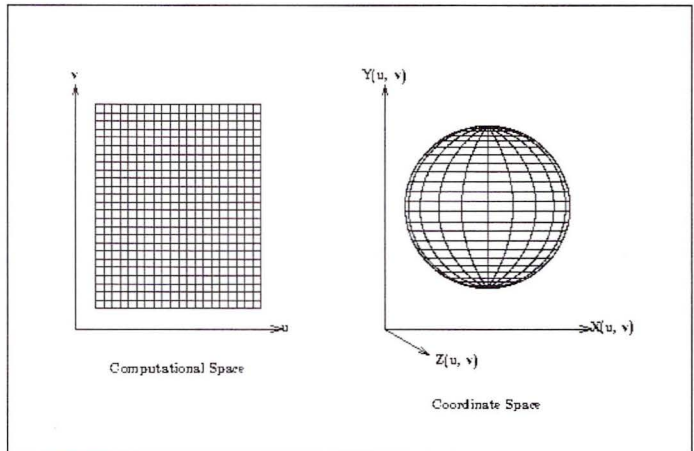 v
Y(u, v)
u
X(u, v)
Z(u, v)
Computational Space
Coordinate Space